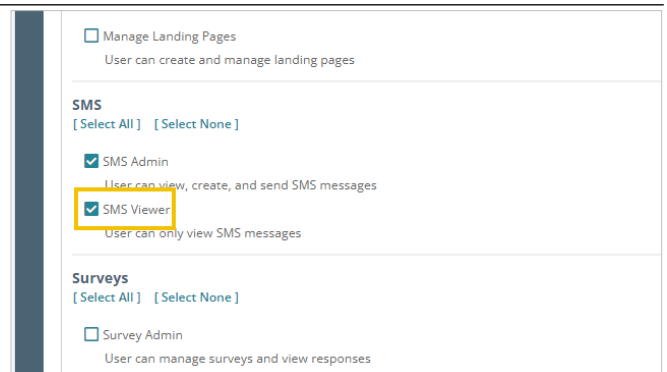 Manage Landing Pages
User can create and manage landing pages
SMS
[ Select All ] [ Select None ]
SMS Admin
User can view, create, and send SMS messages
SMS Viewer
User can only view SMS messages
Surveys
[ Select All ] [ Select None ]
Survey Admin
User can manage surveys and view responses